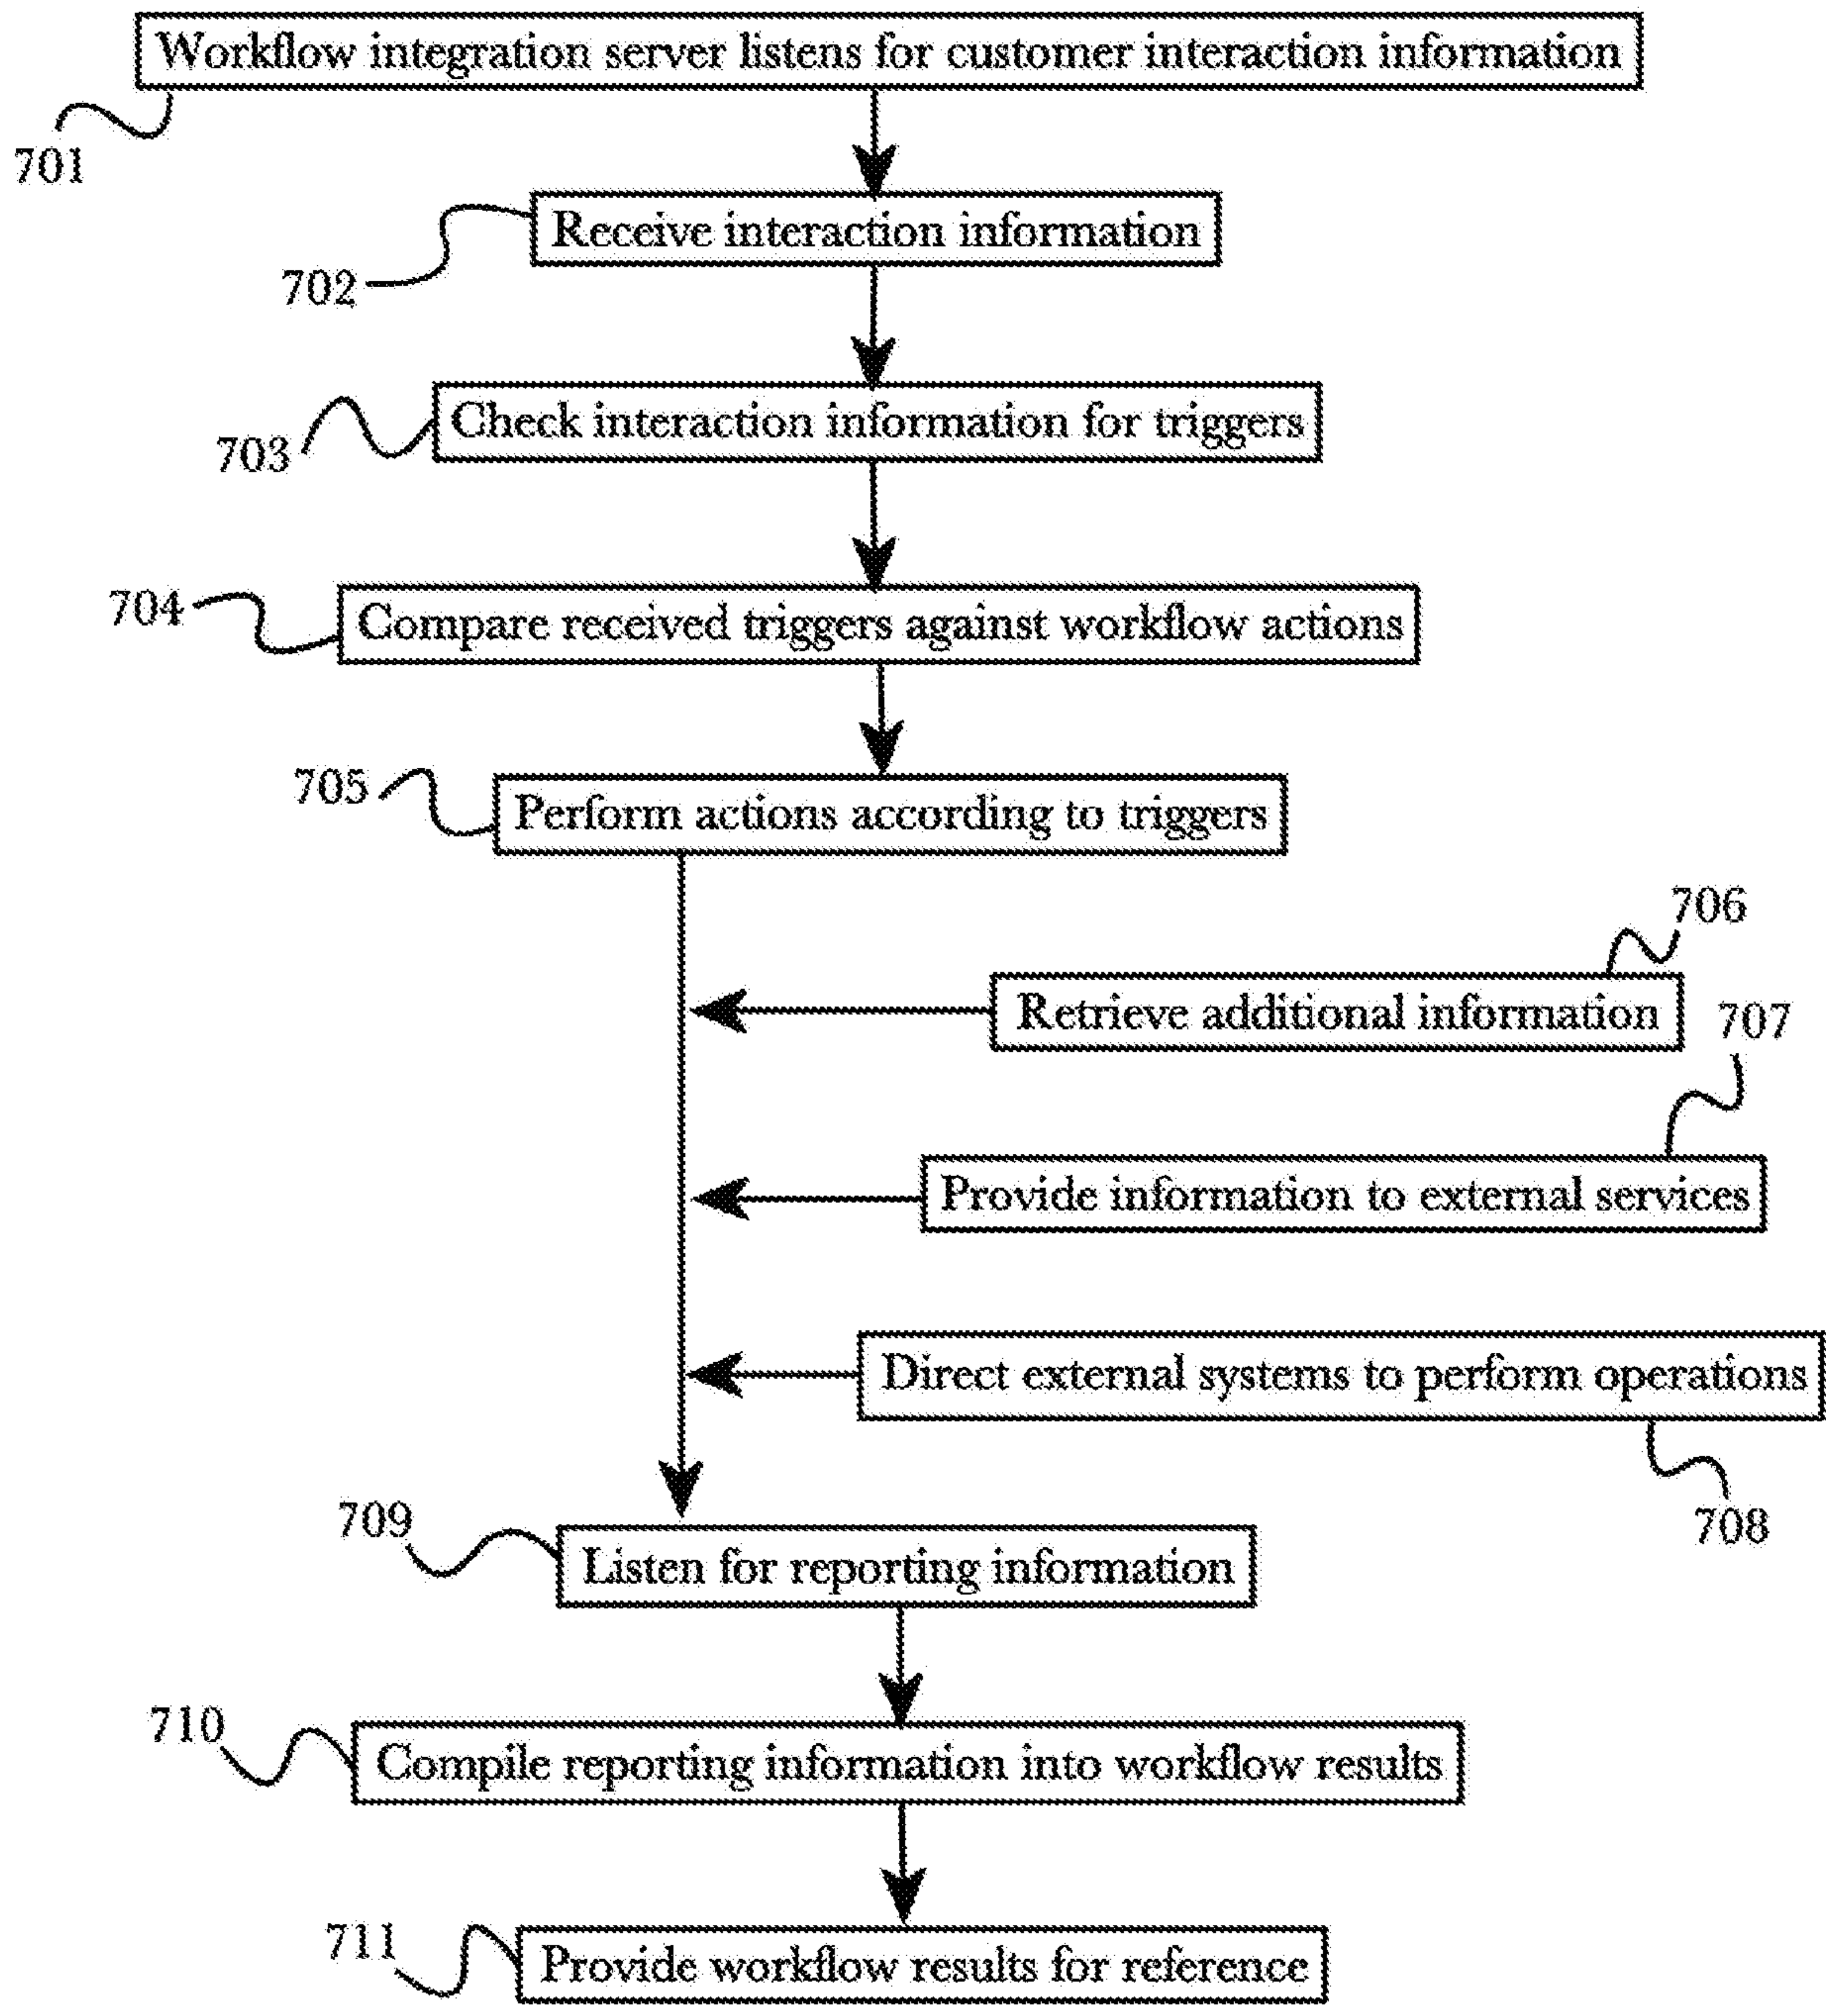 Workflow integration server listens for customer interaction information
701
Receive interaction information
702
Check interaction information for triggers
703
704
Compare received triggers against workflow actions
705
Perform actions according to triggers
706
Retrieve additional information
707
Provide information to external services
Direct external systems to perform operations
708
709
Listen for reporting information
710
Compile reporting information into workflow results
711
Provide workflow results for reference